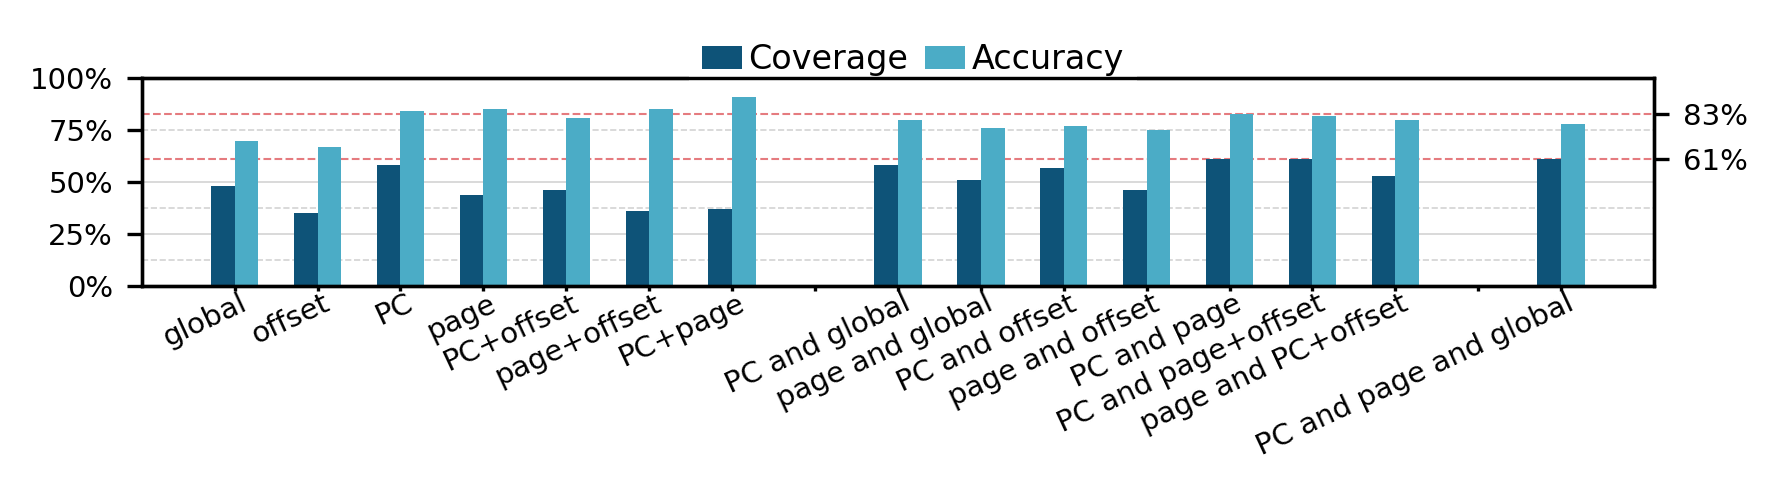 Coverage Accuracy
100%
75%
50%
25%
0%
83%
61%
global
offset
PC
page
PC+offset
page+offset
PC+page
PC and global
page and global
PC and offset
page and offset
PC and page
PC and page+offset
page and PC+offset
PC and page and global